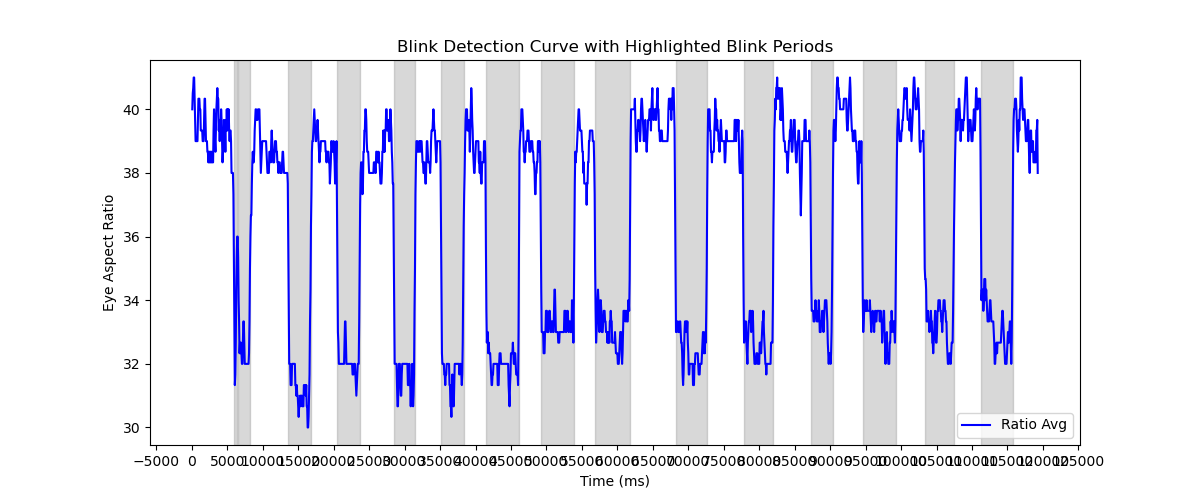 Blink Detection Curve with Highlighted Blink Periods
Eye Aspect Ratio
40
38
36
34
32
30
Ratio Avg
−5000 0 5000 10000 15000 20000 25000 30000 35000 40000 45000 50000 55000 60000 65000 70000 75000 80000 85000 90000 95000 100000 105000 110000 115000 120000 125000
Time (ms)